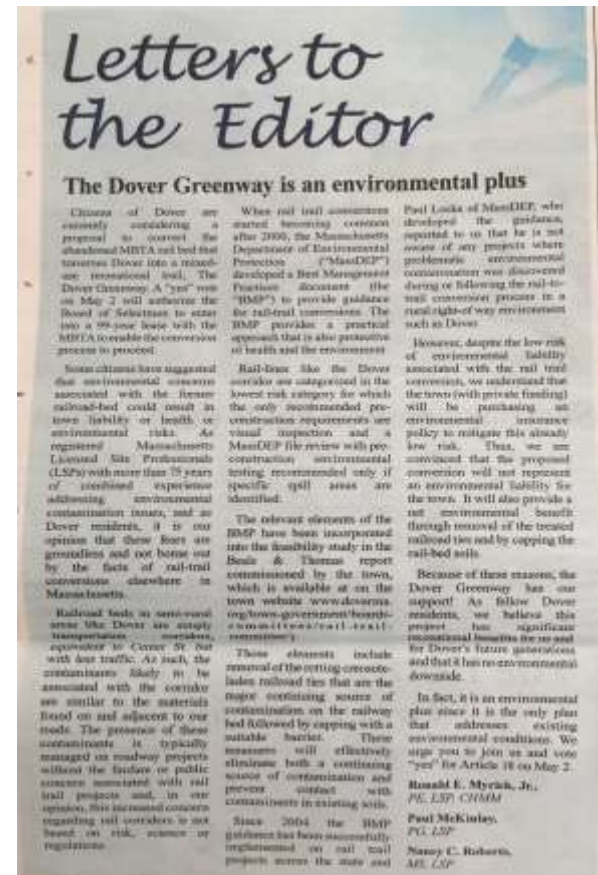 Letters to
the Editor
The Dover Greenway is an environmental plus
Citizens of Dover are
currently considering a
proposal to convert the
abandoned MBTA rail bed that
traverses Dover into a mixed-
use recreational trail, The
Dover Greenway. A "yes" vote
on May 2 will authorize the
Board of Selectmen to enter
into a 99-year lease with the
MBTA to enable the conversion
process to proceed.
Some citizens have suggested
that environmental concerns
associated with the former
railroad-bed could result in
town liability or health or
environmental risks. As
registered Massachusetts
Licensed Site Professionals
(LSPs) with more than 75 years
of combined experience
addressing environmental
contamination issues, and as
Dover residents, it is our
opinion that these fears are
groundless and not borne out
by the facts of rail-trail
conversions elsewhere in
Massachusetts.
Railroad beds in semi-rural
areas like Dover are simply
transportation corridors,
equivalent to Center St. but
with less traffic. As such, the
contaminants likely to be
associated with the corridor
are similar to the materials
found on and adjacent to our
roads. The presence of these
contaminants is typically
managed on roadway projects
without the fanfare or public
concern associated with rail
trail projects and, in our
opinion, this increased concern
regarding rail corridors is not
based on risk, science or
regulations.
When rail trail conversions
started becoming common
after 2000, the Massachusetts
Department of Environmental
Protection ("MassDEP")
developed a Best Management
Practices document (the
"BMP") to provide guidance
for rail-trail conversions. The
BMP provides a practical
approach that is also protective
of health and the environment.
Rail-lines like the Dover
corridor are categorized in the
lowest risk category for which
the only recommended pre-
construction requirements are
visual inspection and a
MassDEP file review with pre-
construction environmental
testing recommended only if
specific spill areas are
identified.
The relevant elements of the
BMP have been incorporated
into the feasibility study in the
Beals & Thomas report
commissioned by the town,
which is available at on the
town website www.doverma.
org/town-government/boards-
committees/rail-trail-
committee/)
Those elements include
removal of the rotting creosote-
laden railroad ties that are the
major continuing source of
contamination on the railway
bed followed by capping with a
suitable barrier. These
measures will effectively
eliminate both a continuing
source of contamination and
prevent contact with
contaminants in existing soils.
Since 2004 the BMP
guidance has been successfully
implemented on rail trail
projects across the state and
Paul Locke of MassDEP, who
developed the guidance,
reported to us that he is not
aware of any projects where
problematic environmental
contamination was discovered
during or following the rail-to-
trail conversion process in a
rural right-of way environment
such as Dover.
However, despite the low risk
of environmental liability
associated with the rail trail
conversion, we understand that
the town (with private funding)
will be purchasing an
environmental insurance
policy to mitigate this already
low risk. Thus, we are
convinced that the proposed
conversion will not represent
an environmental liability for
the town. It will also provide a
net environmental benefit
through removal of the treated
railroad ties and by capping the
rail-bed soils.
Because of these reasons, the
Dover Greenway has our
support! As fellow Dover
residents, we believe this
project has significant
recreational benefits for us and
for Dover's future generations
and that it has no environmental
downside.
In fact, it is an environmental
plus since it is the only plan
that addresses existing
environmental conditions. We
urge you to join us and vote
"yes" for Article 18 on May 2.
Ronald E. Myrick, Jr.,
PE, LSP, CHMM
Paul McKinlay,
PG, LSP
Nancy C. Roberts,
MS, LSP